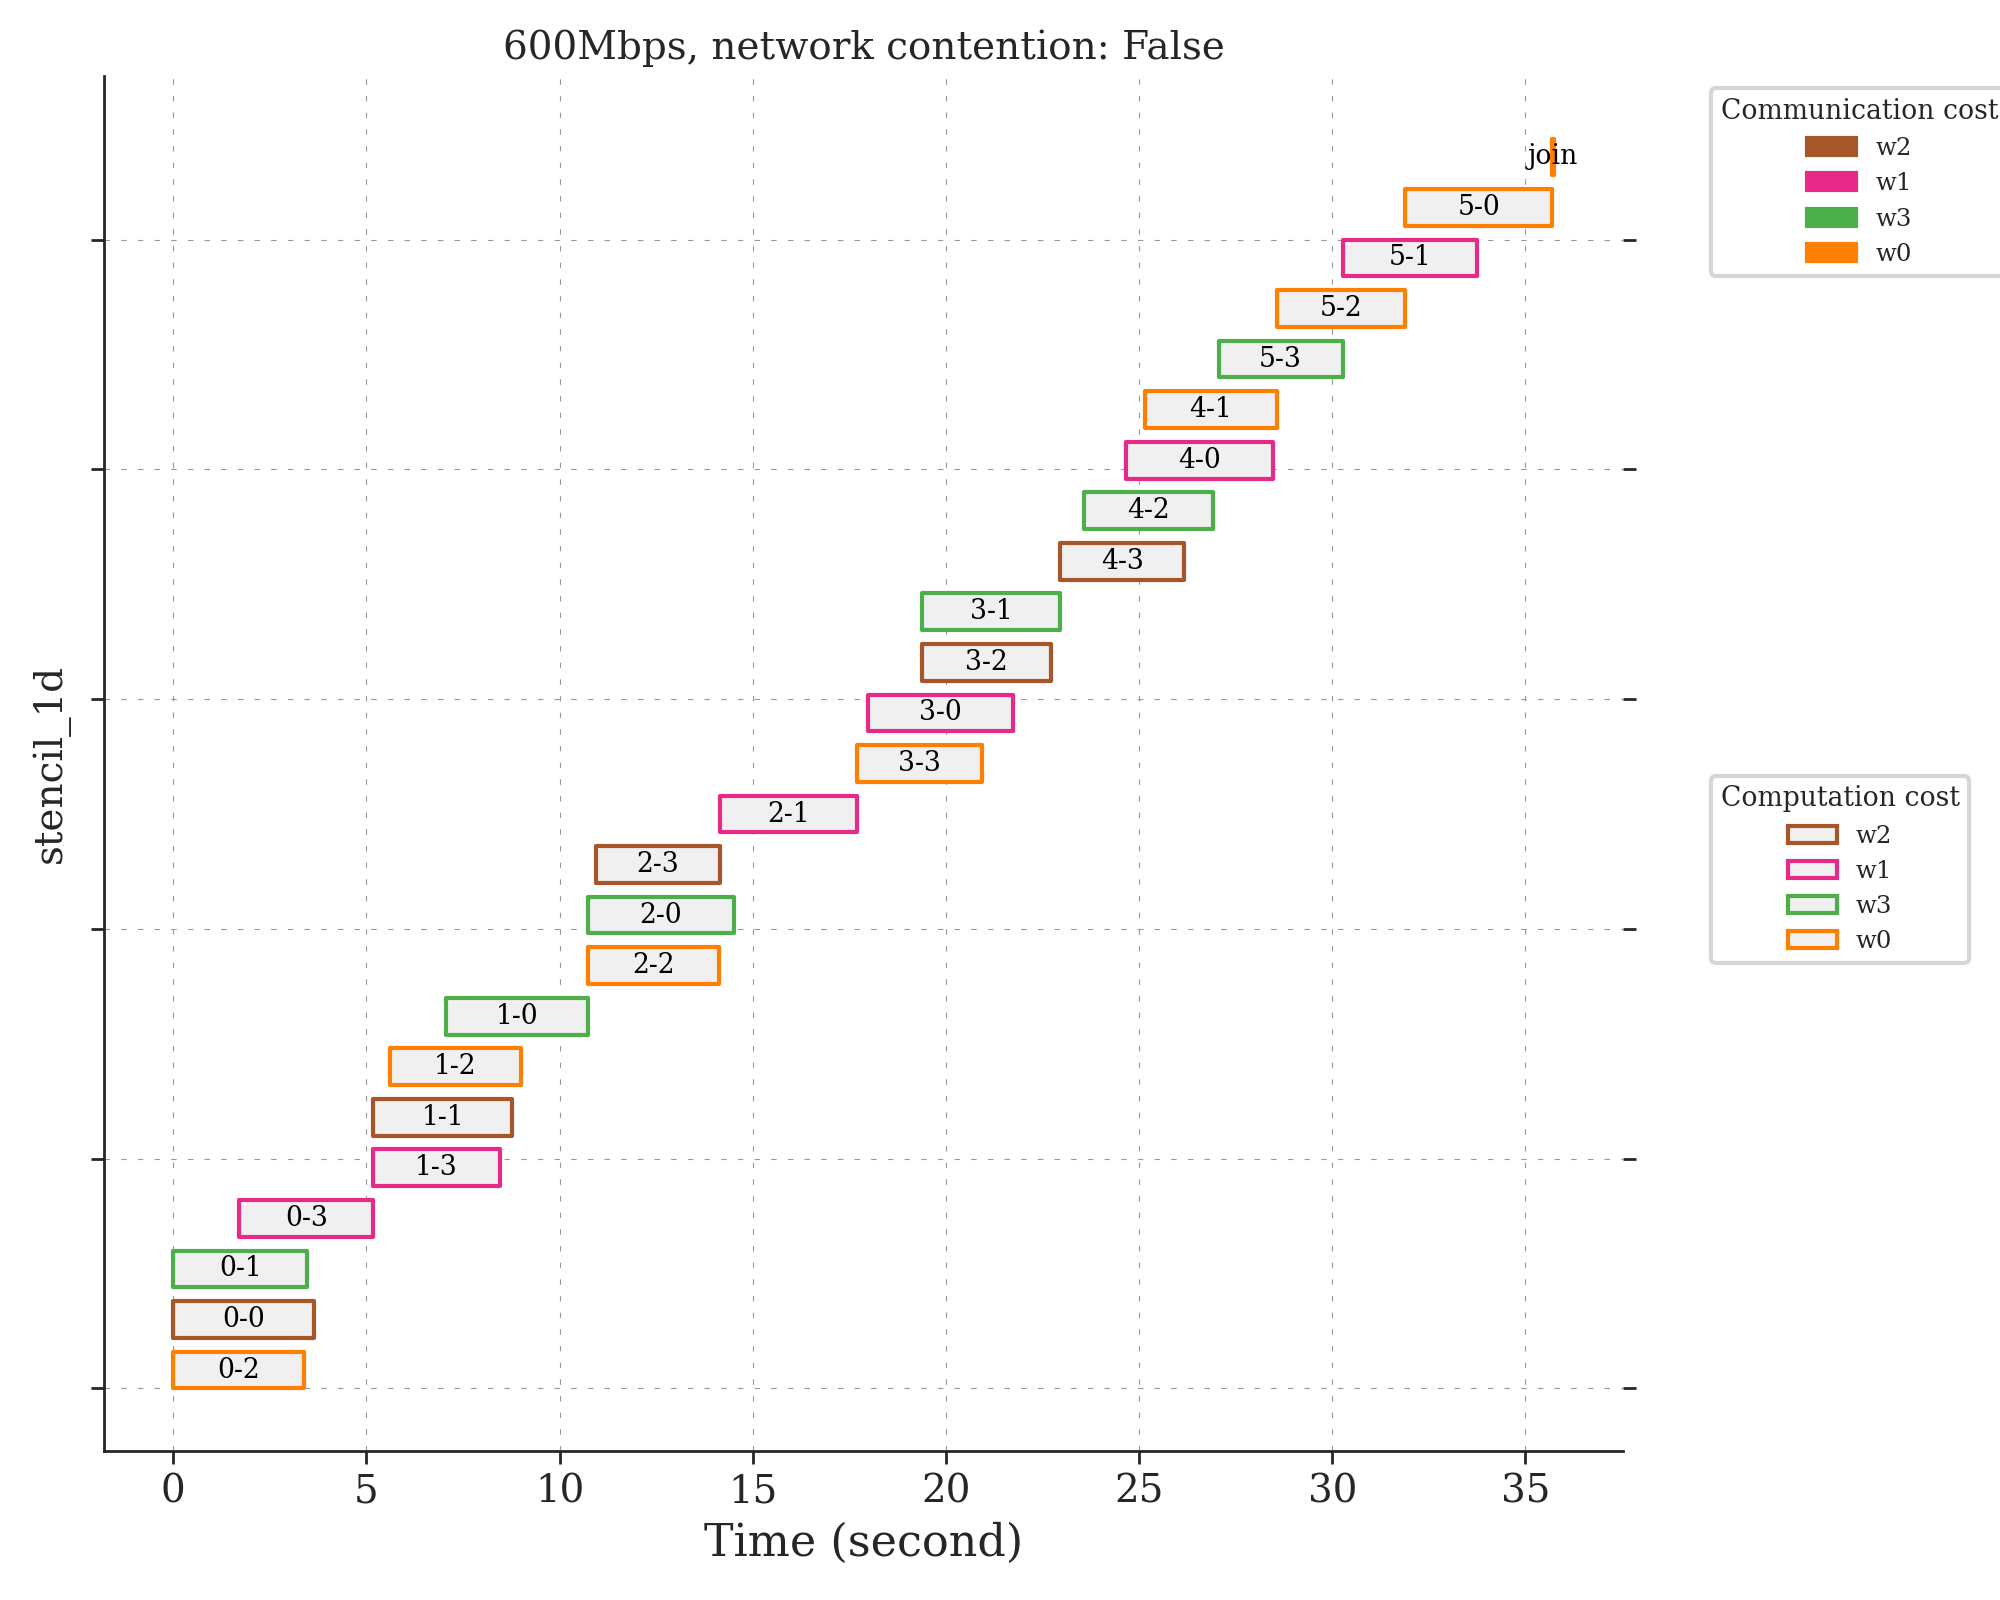 600Mbps, network contention: False
Communication cost
w2
w1
w3
w0
join
5-0
5-1
5-2
5-3
4-1
4-0
4-2
4-3
3-1
3-2
3-0
3-3
2-1
2-3
2-0
2-2
1-0
1-2
1-1
1-3
0-3
0-1
0-0
0-2
stencil_1d
Computation cost
w2
w1
w3
w0
0 5 10 15 20 25 30 35
Time (second)